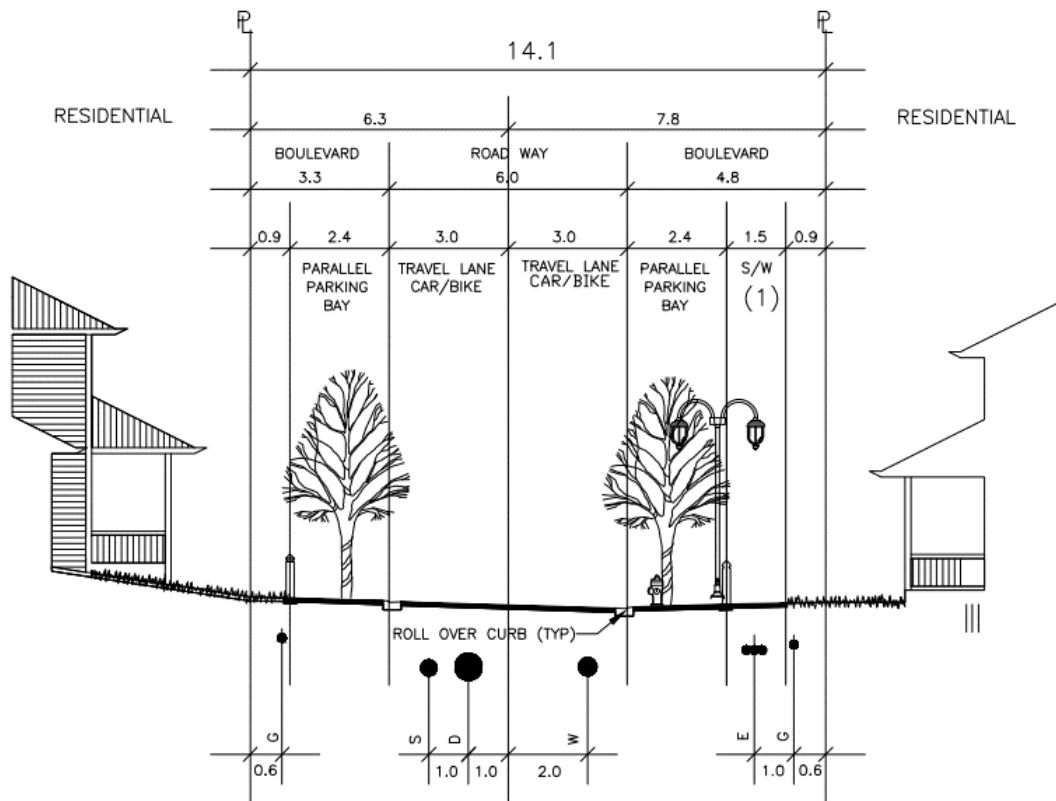 PL
PL
14.1
RESIDENTIAL
RESIDENTIAL
6.3
7.8
BOULEVARD
ROAD WAY
BOULEVARD
3.3
6.0
4.8
0.9
2.4
3.0
3.0
2.4
1.5
0.9
PARALLEL
PARKING
BAY
TRAVEL LANE
CAR/BIKE
TRAVEL LANE
CAR/BIKE
PARALLEL
PARKING
BAY
S/W
(1)
ROLL OVER CURB (TYP)
G
S
D
W
E
G
0.6
1.0
1.0
2.0
1.0
0.6